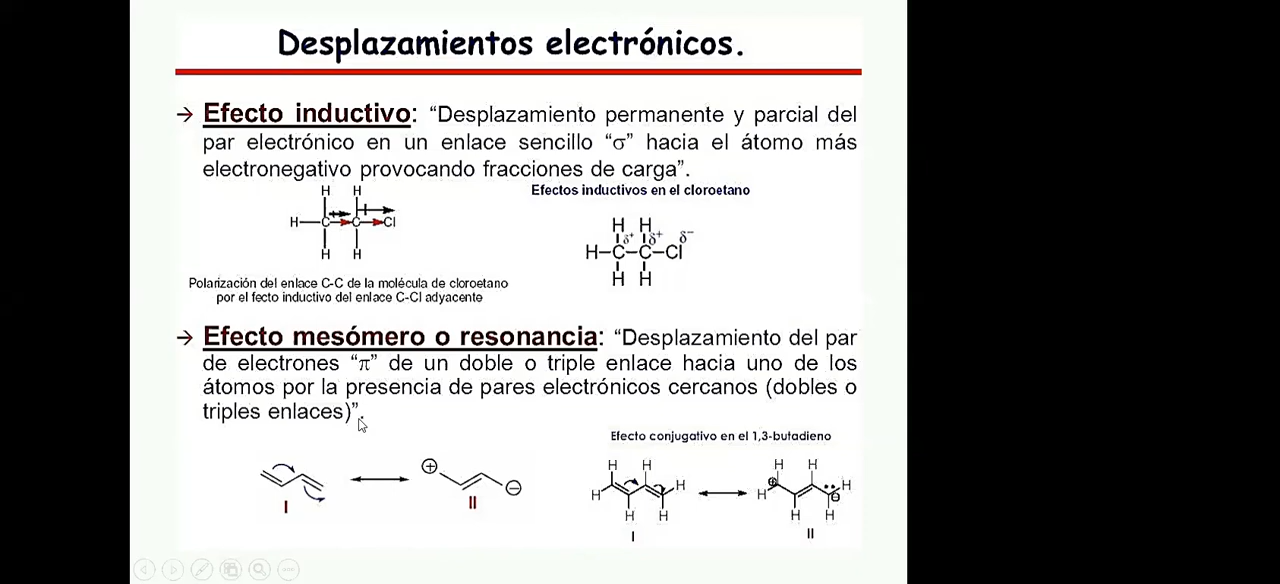 Desplazamientos electrónicos.
→ Efecto inductivo: “Desplazamiento permanente y parcial del
par electrónico en un enlace sencillo “σ” hacia el átomo más
electronegativo provocando fracciones de carga”.
Efectos inductivos en el cloroetano
H H
H—C—C—Cl
H H
H H
δ+ δ+ δ−
H—C—C—Cl
H H
Polarización del enlace C-C de la molécula de cloroetano
por el fecto inductivo del enlace C-Cl adyacente
→ Efecto mesómero o resonancia: “Desplazamiento del par
de electrones “π” de un doble o triple enlace hacia uno de los
átomos por la presencia de pares electrónicos cercanos (dobles o
triples enlaces)”.
Efecto conjugativo en el 1,3-butadieno
I
⊕ ⊖
II
H H
H H
H H
I
H H
H ⊕ ⊖ H
H H
II